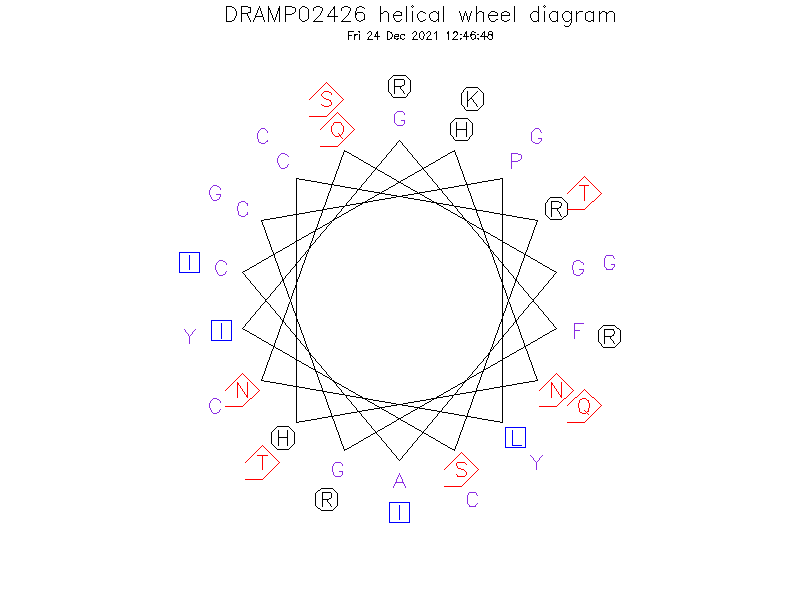 DRAMP02426 helical wheel diagram
Fri 24 Dec 2021 12:46:48
R
S K
G
Q H
C G
C P
G T
C R
I C G G
Y I F R
N N
C Q
H L
T S Y
G
A
R C
I